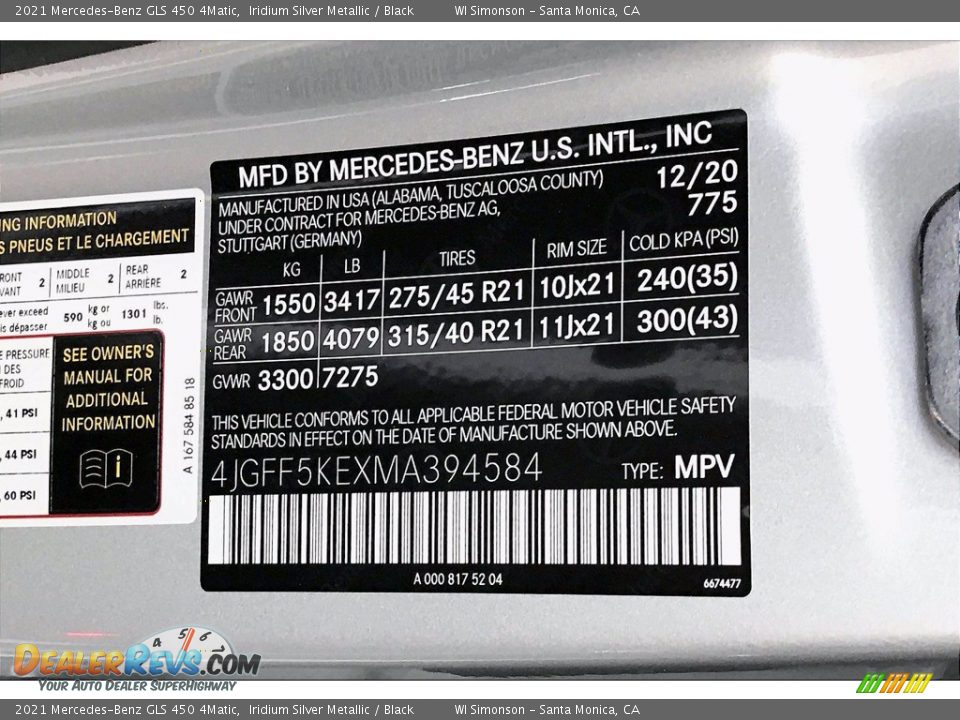 2021 Mercedes-Benz GLS 450 4Matic, Iridium Silver Metallic / Black WI Simonson - Santa Monica, CA
MFD BY MERCEDES-BENZ U.S. INTL., INC
MANUFACTURED IN USA (ALABAMA, TUSCALOOSA COUNTY) 12/20
UNDER CONTRACT FOR MERCEDES-BENZ AG, 775
STUTTGART (GERMANY)
KG LB TIRES RIM SIZE COLD KPA (PSI)
GAWR FRONT 1550 3417 275/45 R21 10Jx21 240(35)
GAWR REAR 1850 4079 315/40 R21 11Jx21 300(43)
GVWR 3300 7275
THIS VEHICLE CONFORMS TO ALL APPLICABLE FEDERAL MOTOR VEHICLE SAFETY
STANDARDS IN EFFECT ON THE DATE OF MANUFACTURE SHOWN ABOVE.
4JGFF5KEXMA394584 TYPE: MPV
A 000 817 52 04 6674477
INFORMATION
PNEUS ET LE CHARGEMENT
2 MIDDLE MILIEU 2 REAR ARRIÈRE 2
exceed 590 kg or 1301 lbs.
dépasser kg ou lb.
PRESSURE
DES
41 PSI
44 PSI
60 PSI
SEE OWNER'S
MANUAL FOR
ADDITIONAL
INFORMATION
A 167 584 85 18
4 5 6 7
DealerRevs.com
Your Auto Dealer SuperHighway
2021 Mercedes-Benz GLS 450 4Matic, Iridium Silver Metallic / Black WI Simonson - Santa Monica, CA